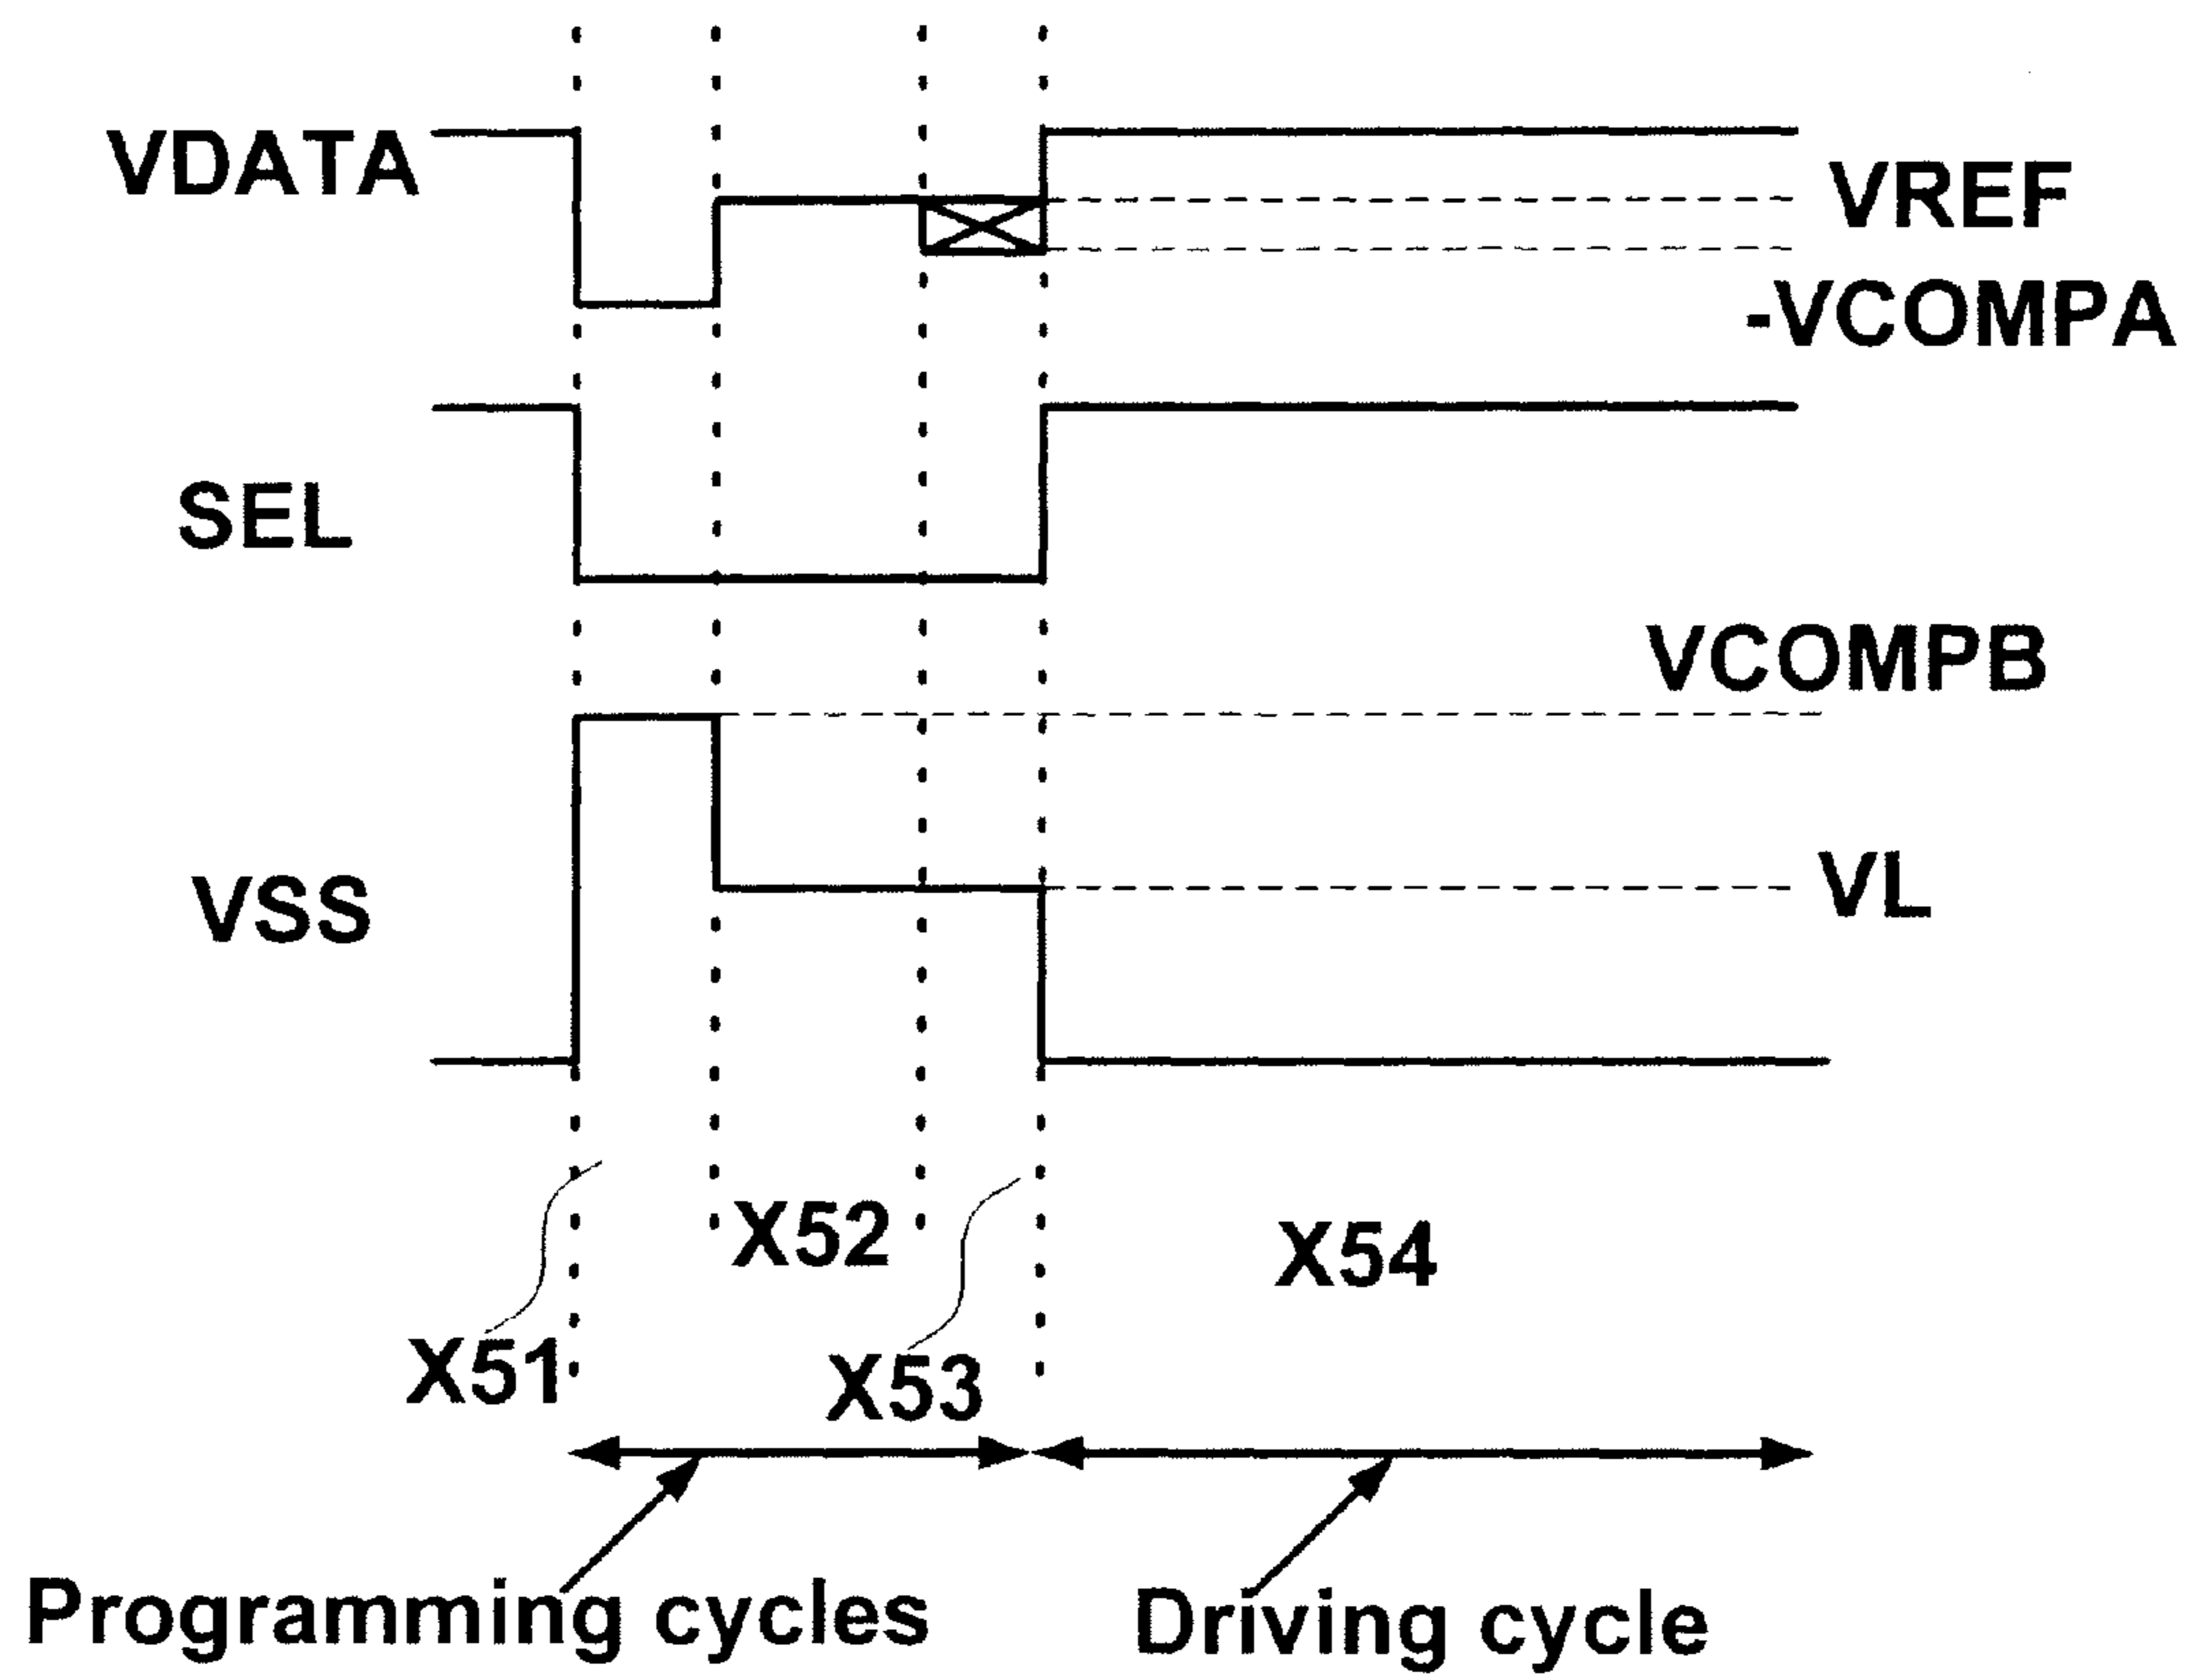 VDATA
VREF
-VCOMPA
SEL
VCOMPB
VSS
VL
X52
X54
X51
X53
Programming cycles
Driving cycle